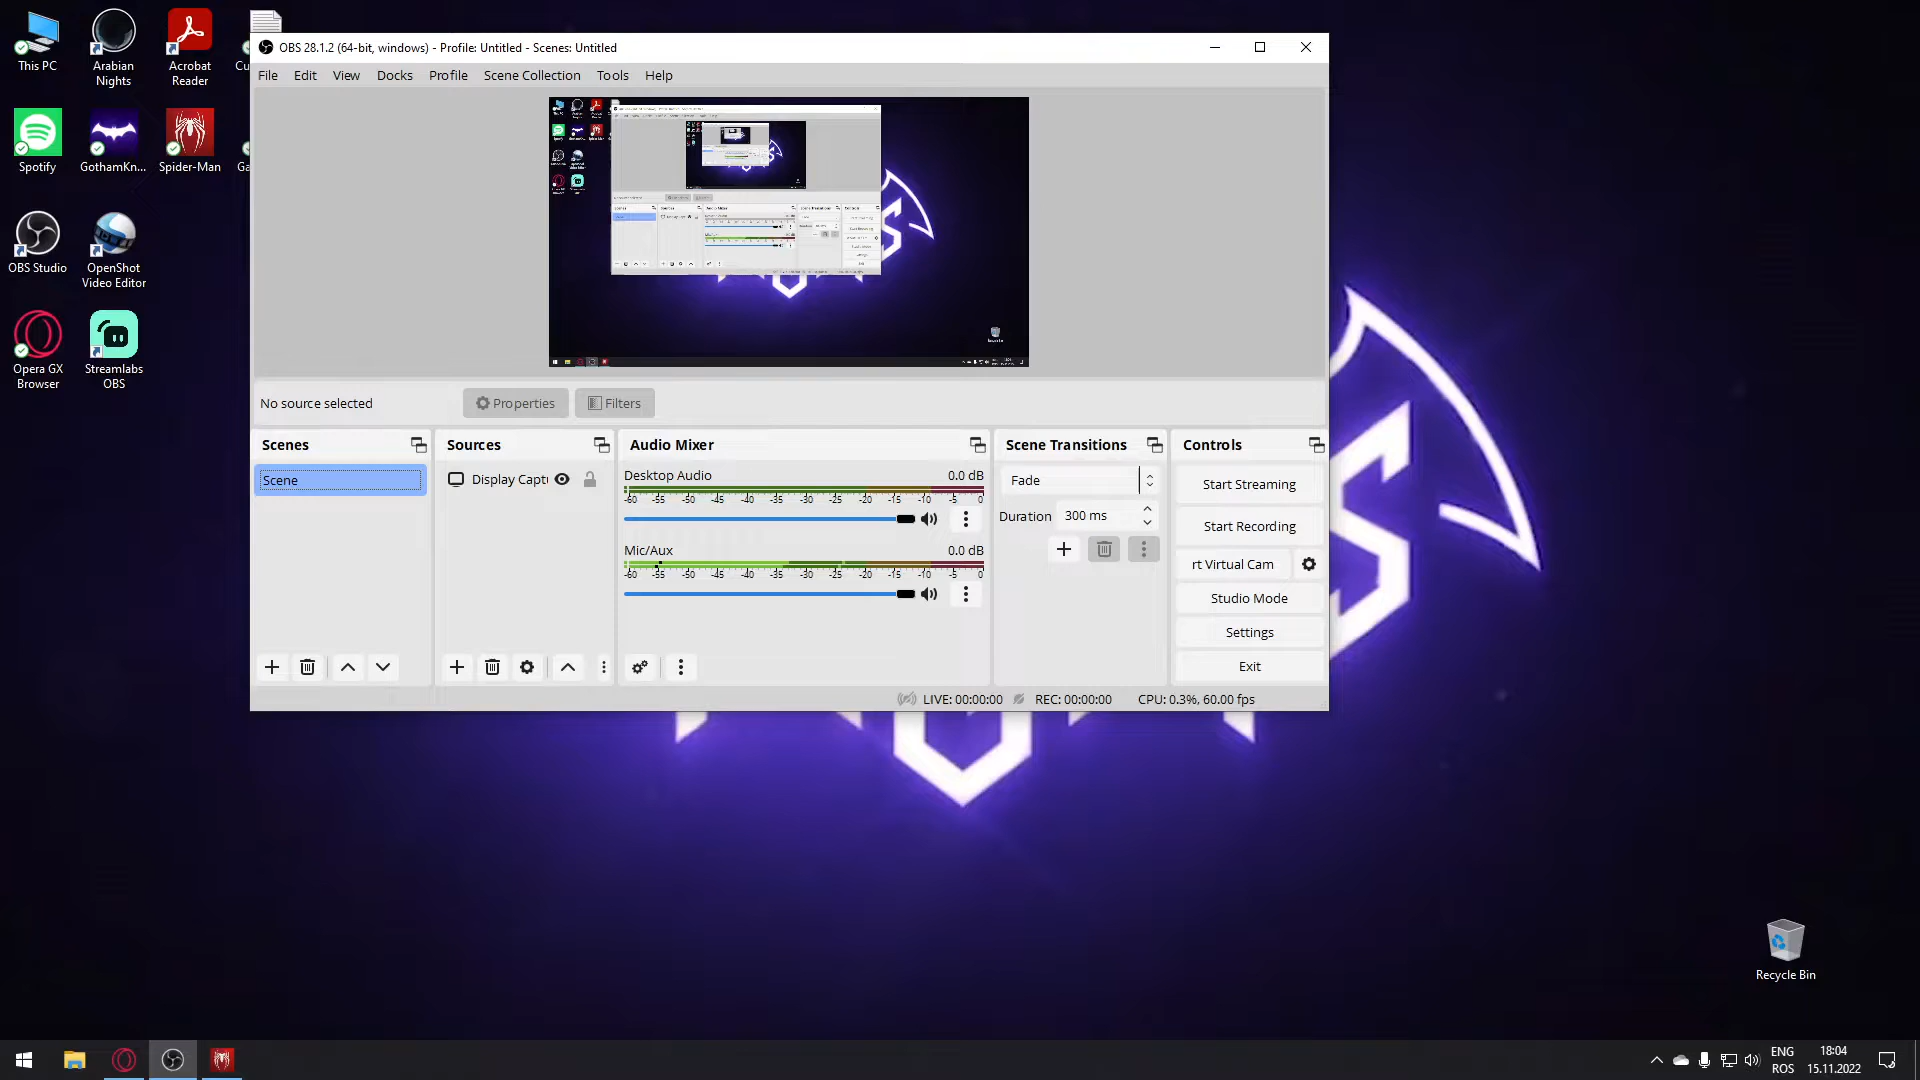 This PC
Arabian Nights
Acrobat Reader
Spotify
GothamKn...
Spider-Man
OBS Studio
OpenShot Video Editor
Opera GX Browser
Streamlabs OBS
OBS 28.1.2 (64-bit, windows) - Profile: Untitled - Scenes: Untitled
File Edit View Docks Profile Scene Collection Tools Help
No source selected
Properties
Filters
Scenes
Scene
Sources
Display Capt
Audio Mixer
Desktop Audio 0.0 dB
-60 -55 -50 -45 -40 -35 -30 -25 -20 -15 -10 -5 0
Mic/Aux 0.0 dB
-60 -55 -50 -45 -40 -35 -30 -25 -20 -15 -10 -5 0
Scene Transitions
Fade
Duration 300 ms
Controls
Start Streaming
Start Recording
rt Virtual Cam
Studio Mode
Settings
Exit
LIVE: 00:00:00 REC: 00:00:00 CPU: 0.3%, 60.00 fps
Recycle Bin
ENG
ROS
18:04
15.11.2022